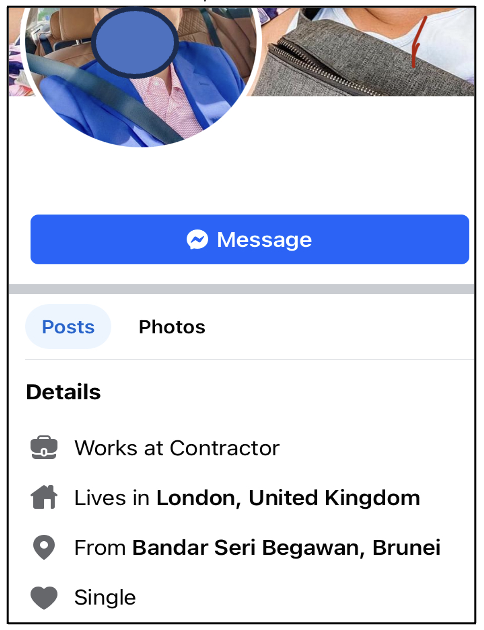 Message
Posts Photos
Details
Works at Contractor
Lives in London, United Kingdom
From Bandar Seri Begawan, Brunei
Single